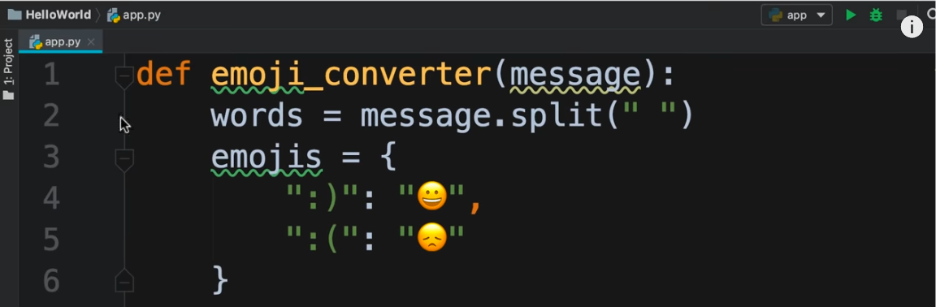 HelloWorld app.py app
app.py
1: Project
1 def emoji_converter(message):
2 words = message.split(" ")
3 emojis = {
4 ":)": "😀",
5 ":(": "😞"
6 }